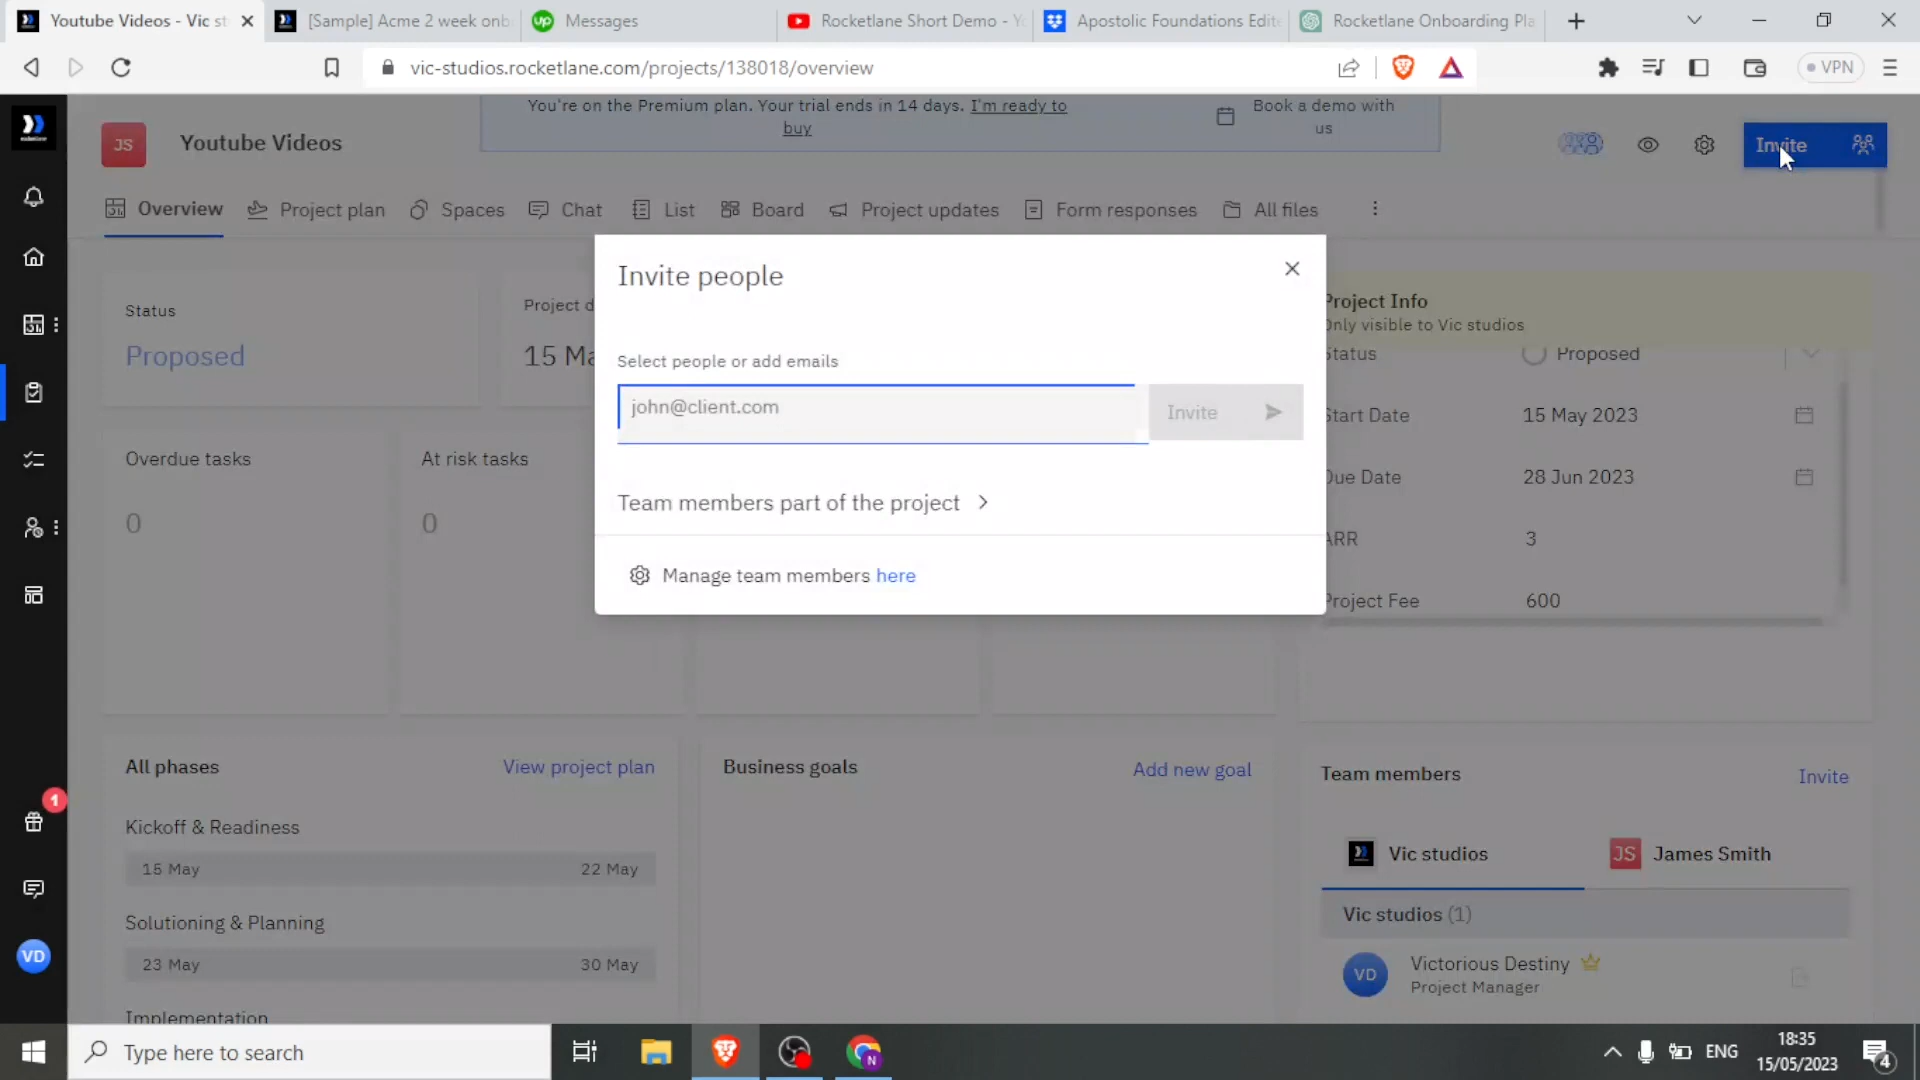 Youtube Videos - Vic st
[Sample] Acme 2 week onb
Messages
Rocketlane Short Demo - Yo
Apostolic Foundations Edite
Rocketlane Onboarding Pla
vic-studios.rocketlane.com/projects/138018/overview
VPN
You're on the Premium plan. Your trial ends in 14 days. I'm ready to
buy
Book a demo with
us
JS
Youtube Videos
Invite
Overview
Project plan
Spaces
Chat
List
Board
Project updates
Form responses
All files
Invite people
Select people or add emails
john@client.com
Invite
Team members part of the project
Manage team members here
Status
Proposed
Project d
15 Ma
Project Info
Only visible to Vic studios
Status
Proposed
Start Date
15 May 2023
Due Date
28 Jun 2023
ARR
3
Project Fee
600
Overdue tasks
0
At risk tasks
0
All phases
View project plan
Kickoff & Readiness
15 May
22 May
Solutioning & Planning
23 May
30 May
Implementation
Business goals
Add new goal
Team members
Invite
Vic studios
JS
James Smith
Vic studios (1)
VD
Victorious Destiny
Project Manager
1
VD
Type here to search
N
ENG
18:35
15/05/2023
4